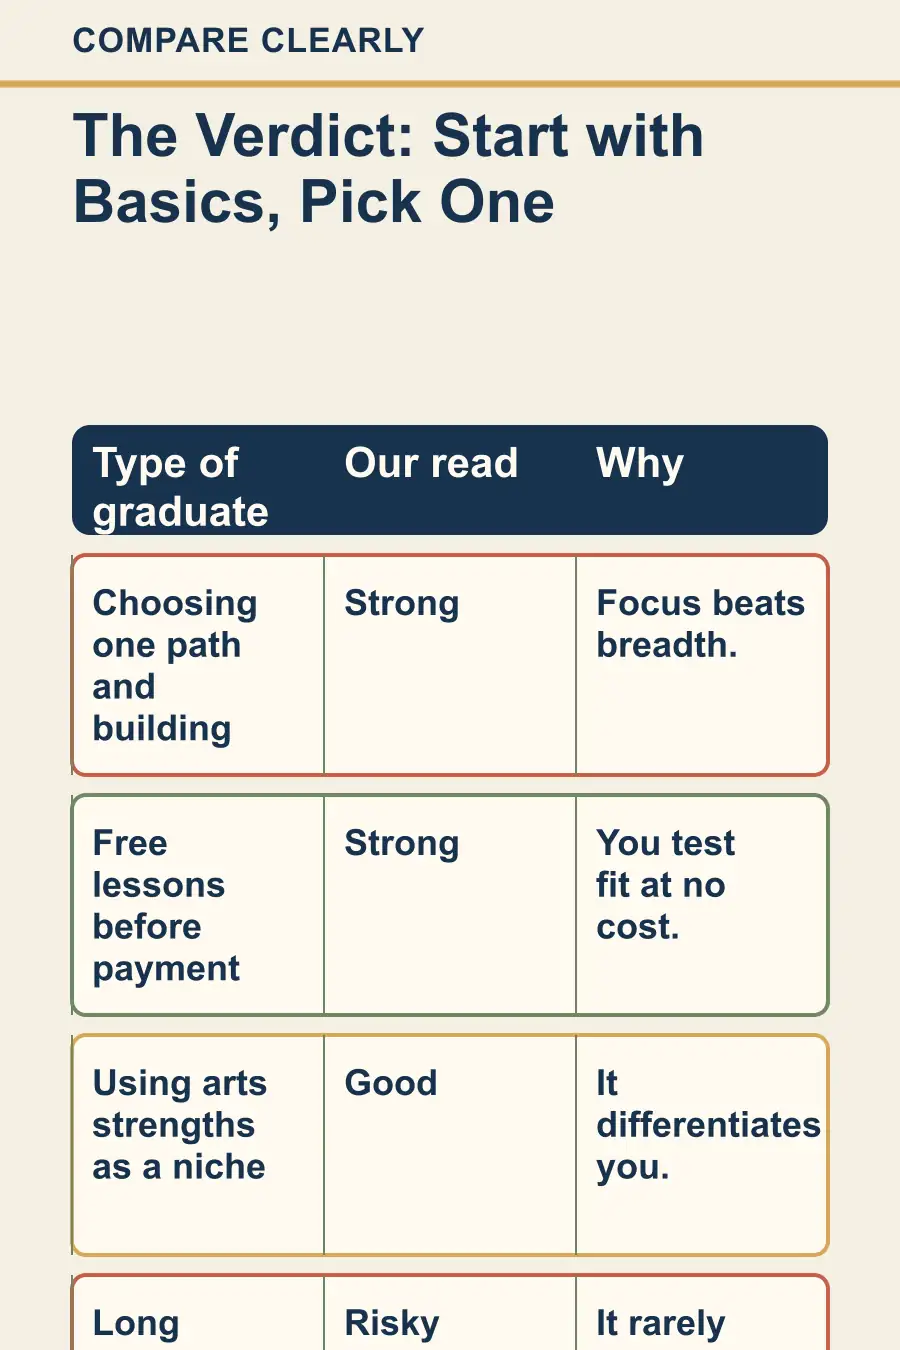 COMPARE CLEARLY
The Verdict: Start with
Basics, Pick One
Type of
graduate
Our read
Why
Choosing
one path
and
building
Strong
Focus beats
breadth.
Free
lessons
before
payment
Strong
You test
fit at no
cost.
Using arts
strengths
as a niche
Good
It
differentiates
you.
Long
Risky
It rarely